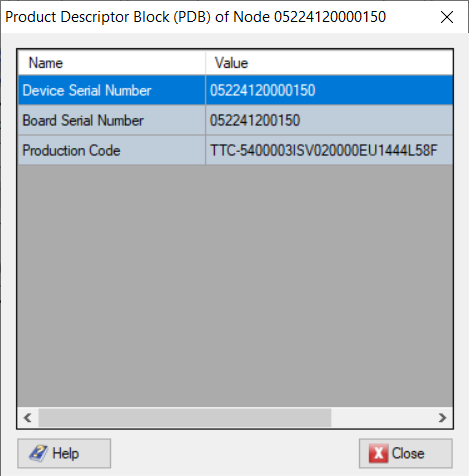 Product Descriptor Block (PDB) of Node 05224120000150
Name Value
Device Serial Number 05224120000150
Board Serial Number 052241200150
Production Code TTC-5400003ISV020000EU1444L58F
Help Close